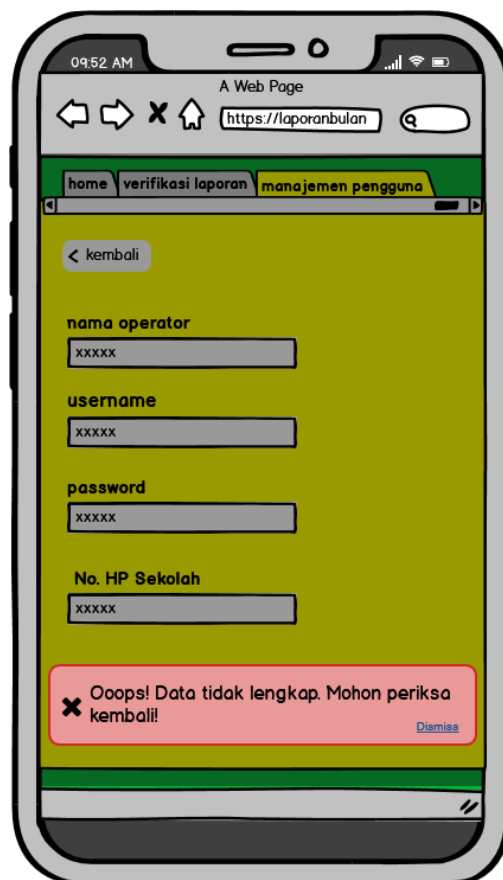 09:52 AM
A Web Page
https://laporanbulan
home verifikasi laporan manajemen pengguna
kembali
nama operator
xxxxx
username
xxxxx
password
xxxxx
No. HP Sekolah
xxxxx
Ooops! Data tidak lengkap. Mohon periksa
kembali!
Dismiss